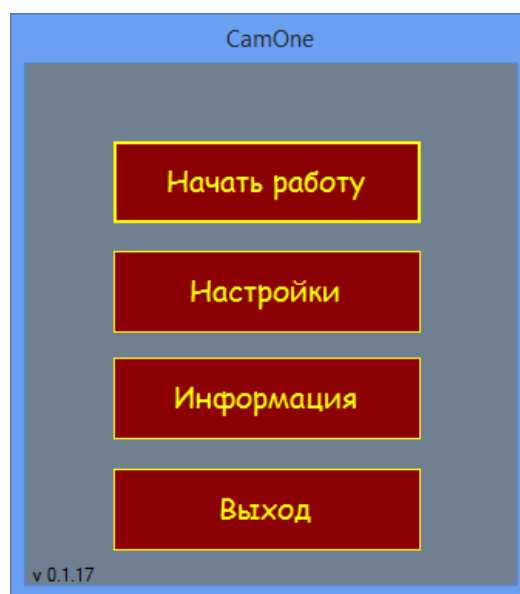 CamOne
Начать работу
Настройки
Информация
Выход
v 0.1.17